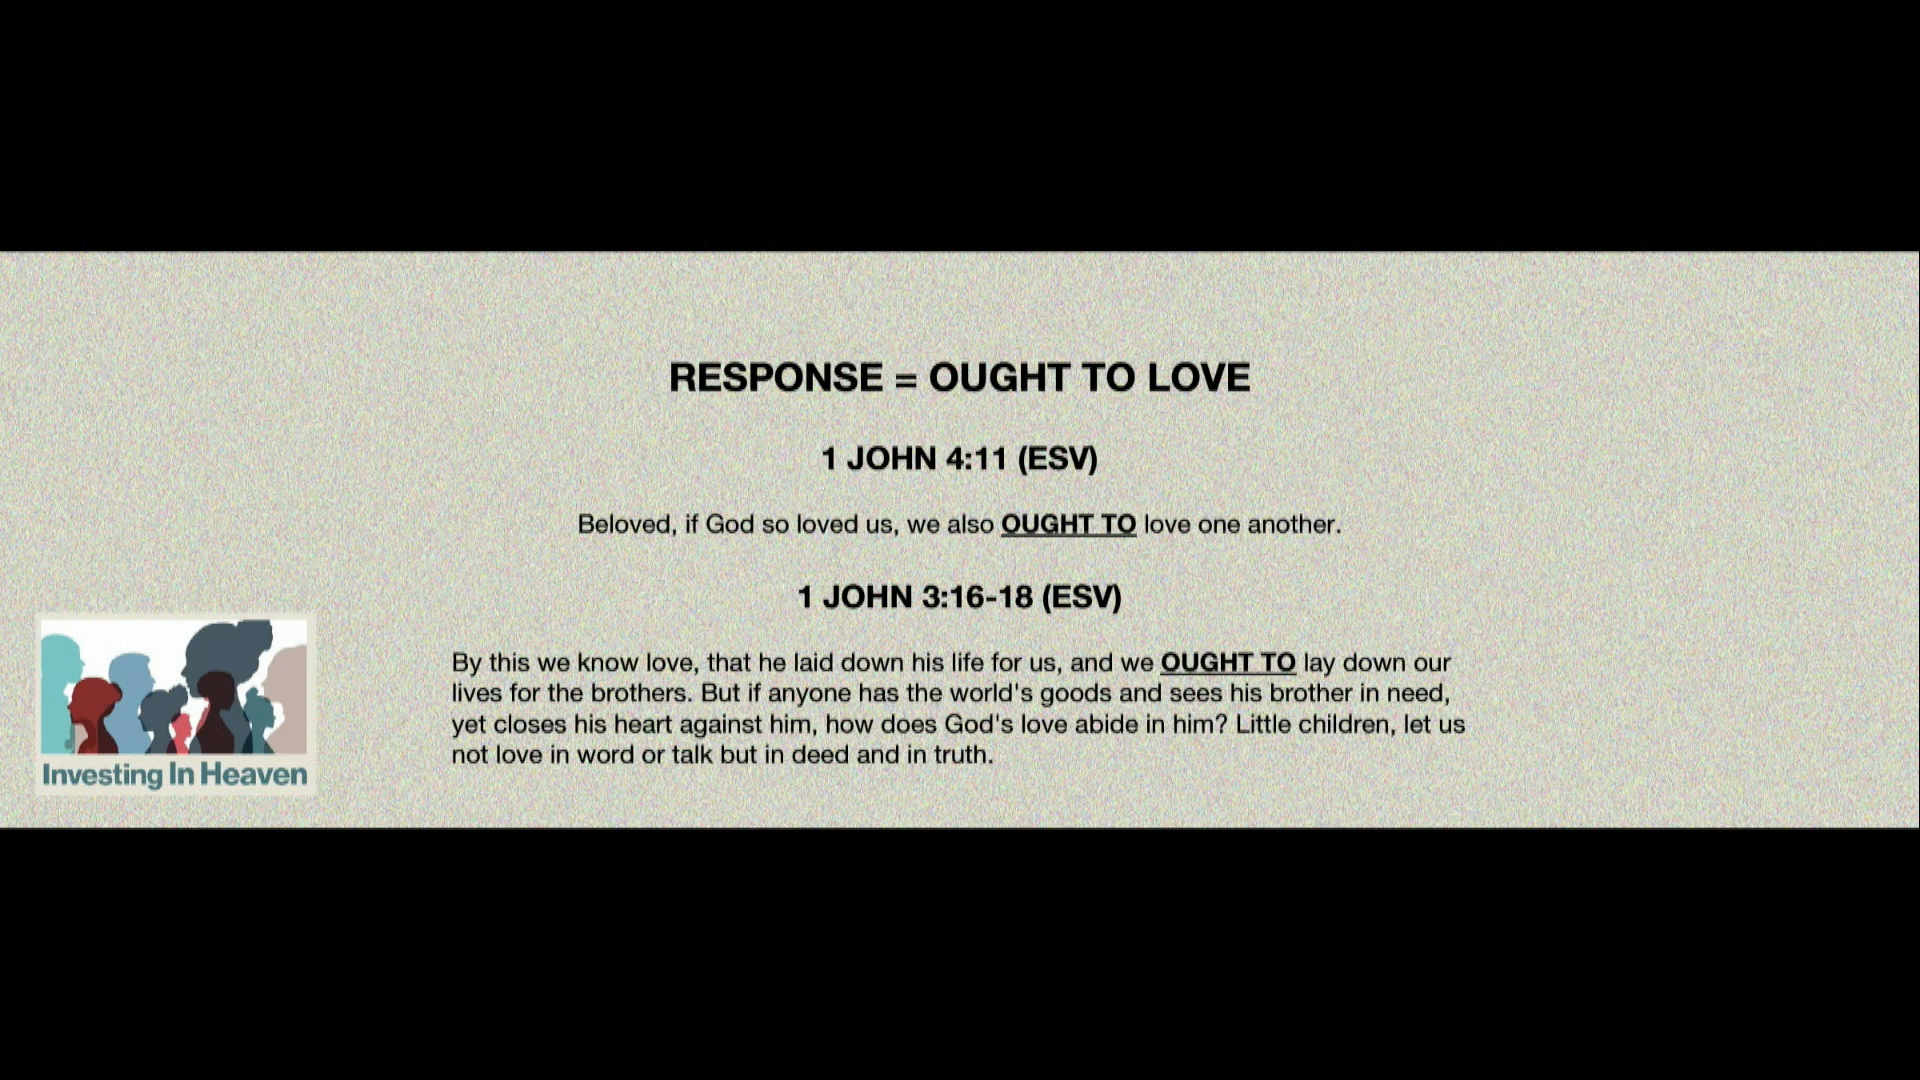 RESPONSE = OUGHT TO LOVE
1 JOHN 4:11 (ESV)
Beloved, if God so loved us, we also OUGHT TO love one another.
1 JOHN 3:16-18 (ESV)
By this we know love, that he laid down his life for us, and we OUGHT TO lay down our
lives for the brothers. But if anyone has the world's goods and sees his brother in need,
yet closes his heart against him, how does God's love abide in him? Little children, let us
not love in word or talk but in deed and in truth.
Investing In Heaven